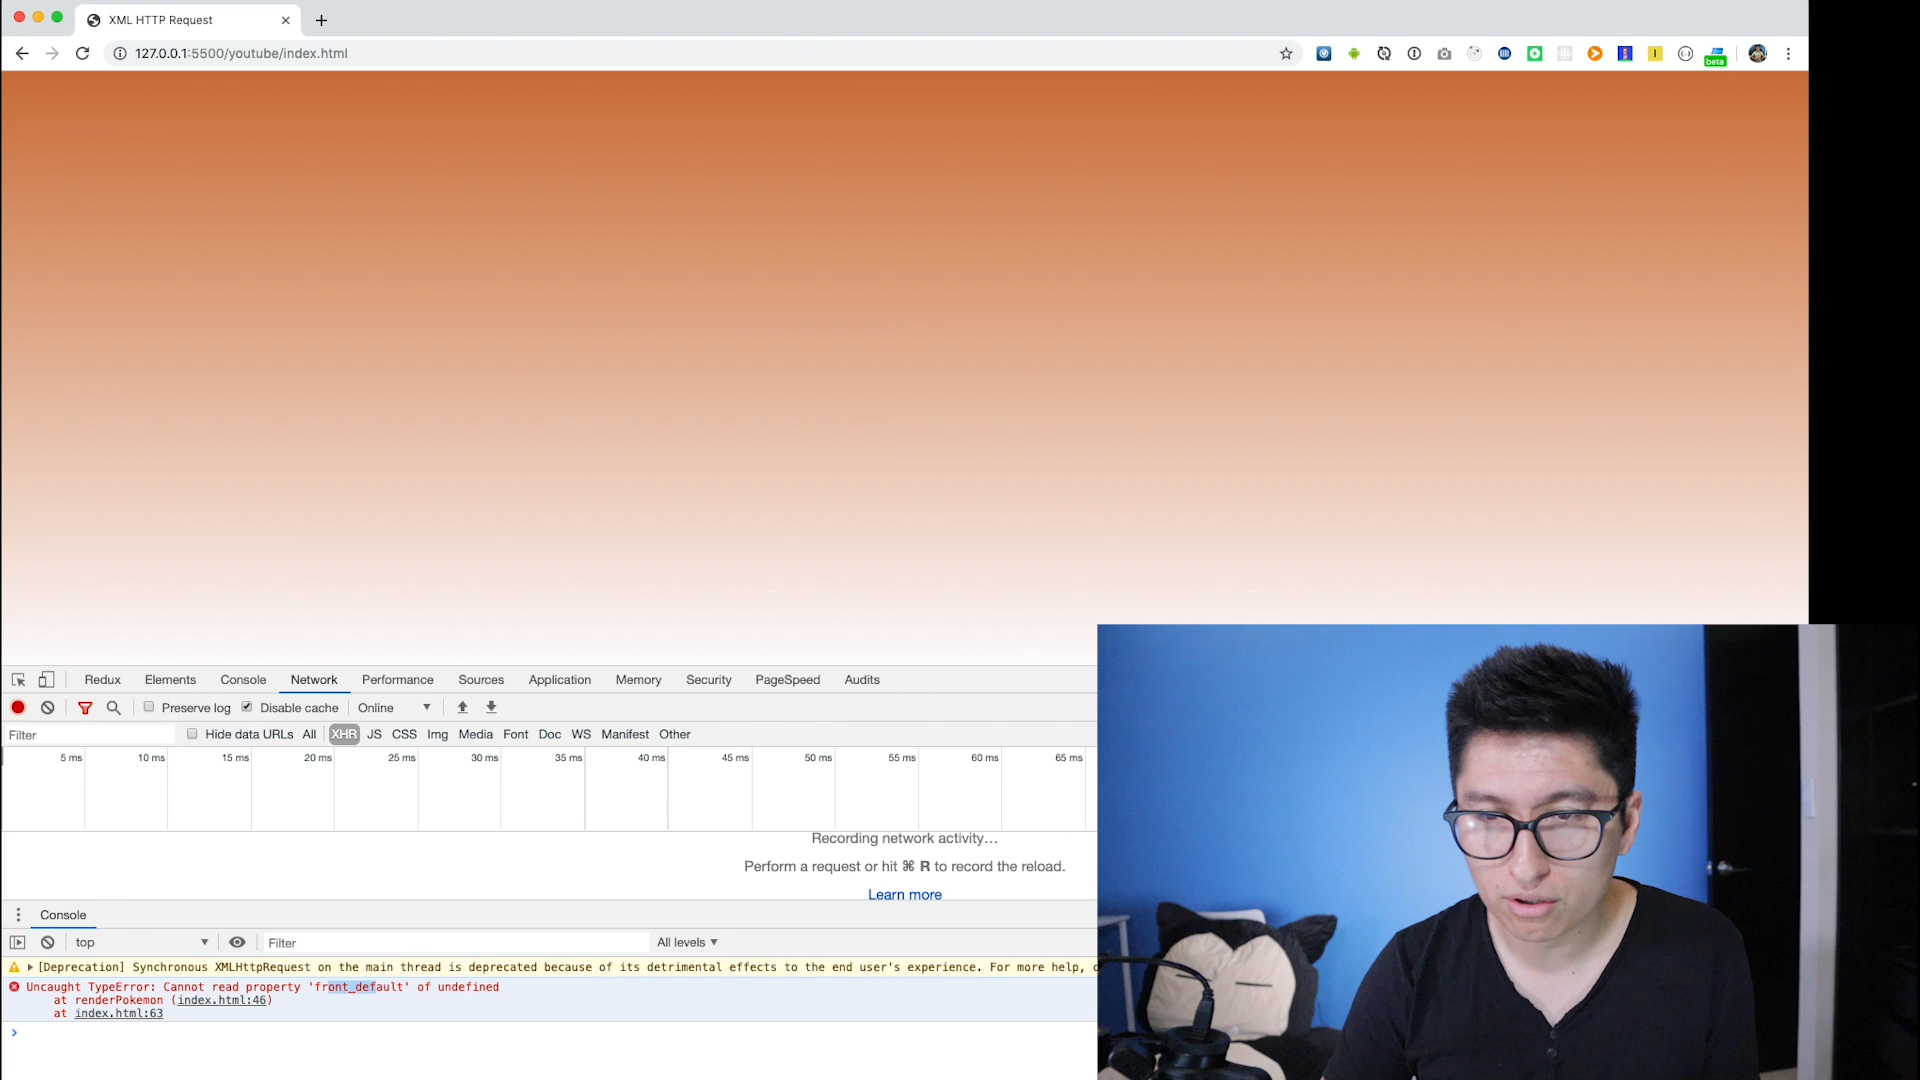 XML HTTP Request
127.0.0.1:5500/youtube/index.html
beta
Redux Elements Console Network Performance Sources Application Memory Security PageSpeed Audits
Preserve log Disable cache Online
Filter Hide data URLs All XHR JS CSS Img Media Font Doc WS Manifest Other
5 ms 10 ms 15 ms 20 ms 25 ms 30 ms 35 ms 40 ms 45 ms 50 ms 55 ms 60 ms 65 ms
Recording network activity…
Perform a request or hit ⌘ R to record the reload.
Learn more
Console
top Filter All levels
[Deprecation] Synchronous XMLHttpRequest on the main thread is deprecated because of its detrimental effects to the end user's experience. For more help,
Uncaught TypeError: Cannot read property 'front_default' of undefined
at renderPokemon (index.html:46)
at index.html:63